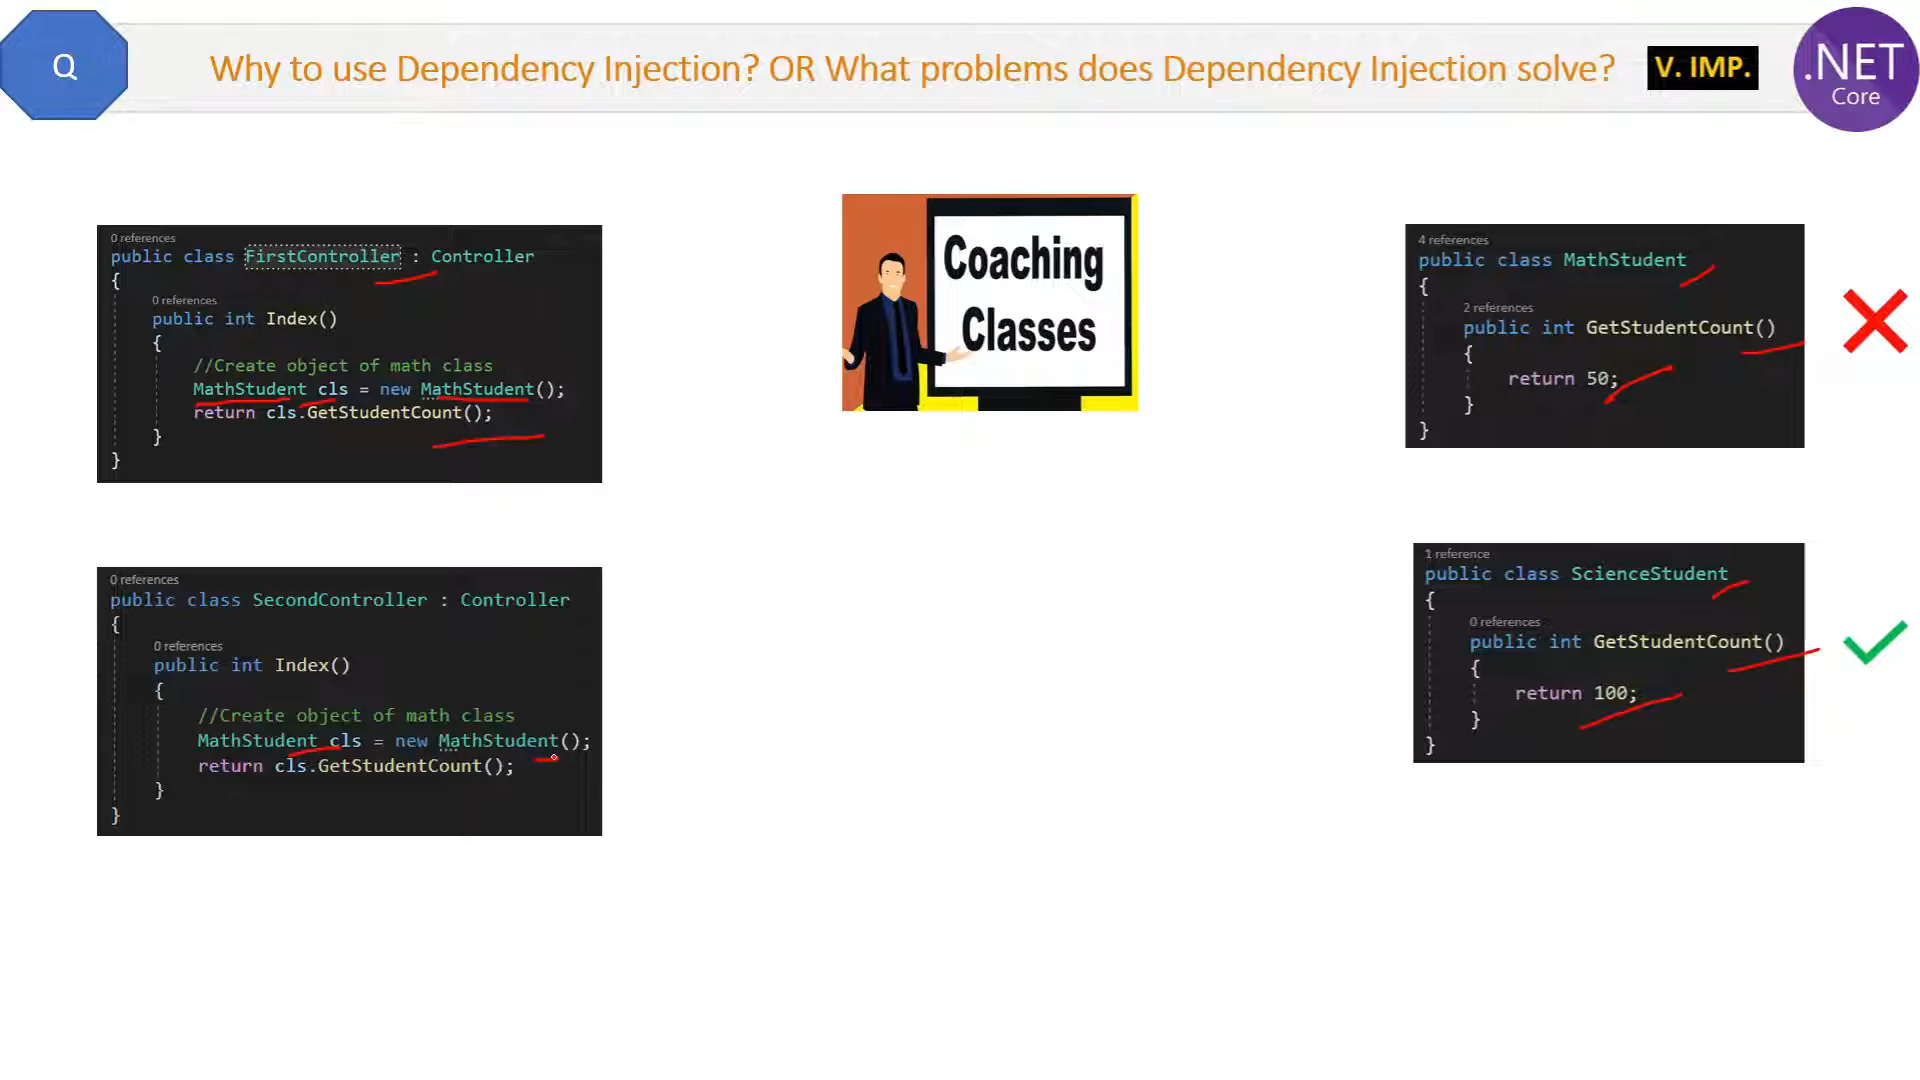 Q
Why to use Dependency Injection? OR What problems does Dependency Injection solve?
V. IMP.
.NET
Core
0 references
public class FirstController : Controller
{
0 references
public int Index()
{
//Create object of math class
MathStudent cls = new MathStudent();
return cls.GetStudentCount();
}
}
Coaching
Classes
4 references
public class MathStudent
{
2 references
public int GetStudentCount()
{
return 50;
}
}
0 references
public class SecondController : Controller
{
0 references
public int Index()
{
//Create object of math class
MathStudent cls = new MathStudent();
return cls.GetStudentCount();
}
}
1 reference
public class ScienceStudent
{
0 references
public int GetStudentCount()
{
return 100;
}
}